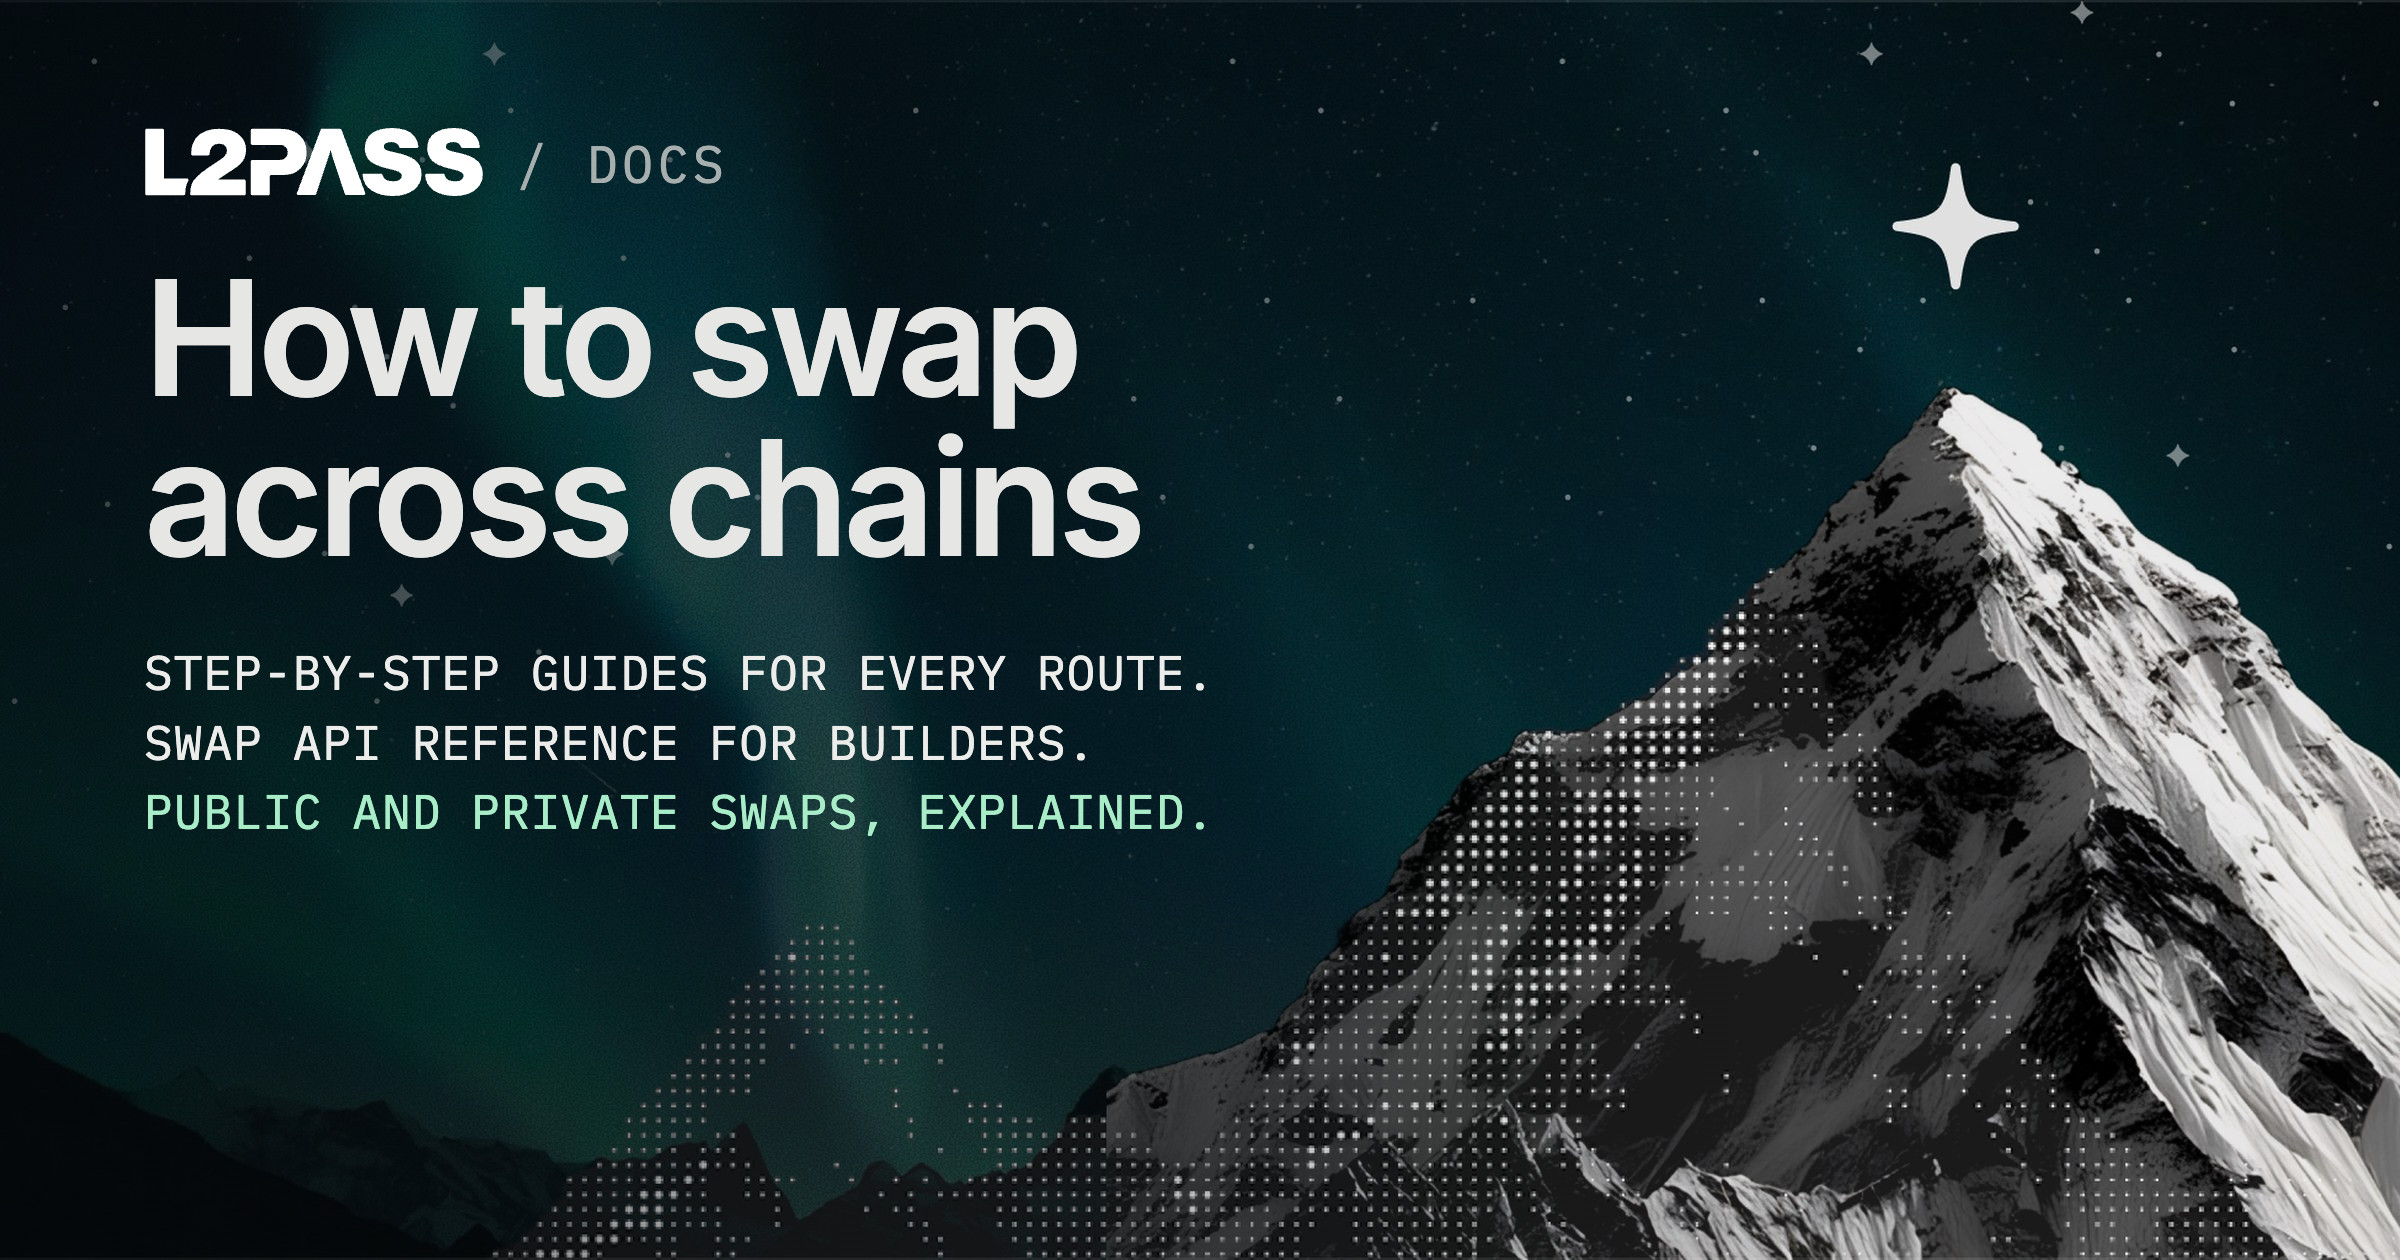 L2PASS / DOCS
How to swap
across chains
STEP-BY-STEP GUIDES FOR EVERY ROUTE.
SWAP API REFERENCE FOR BUILDERS.
PUBLIC AND PRIVATE SWAPS, EXPLAINED.